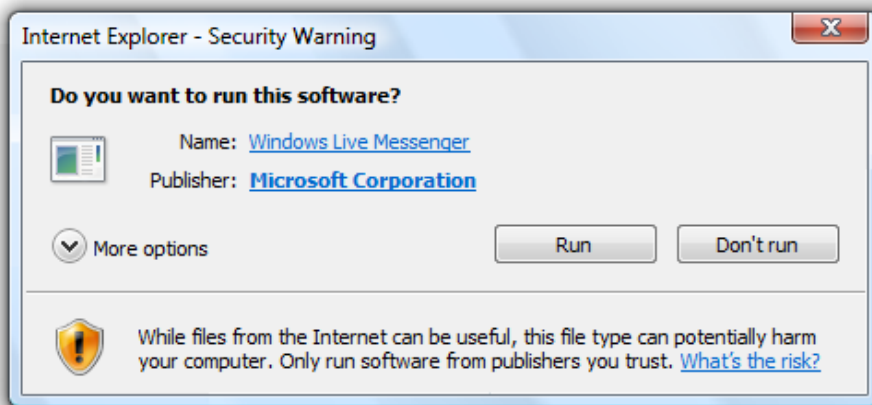 Internet Explorer - Security Warning
Do you want to run this software?
Name: Windows Live Messenger
Publisher: Microsoft Corporation
More options
Run
Don't run
While files from the Internet can be useful, this file type can potentially harm
your computer. Only run software from publishers you trust. What's the risk?